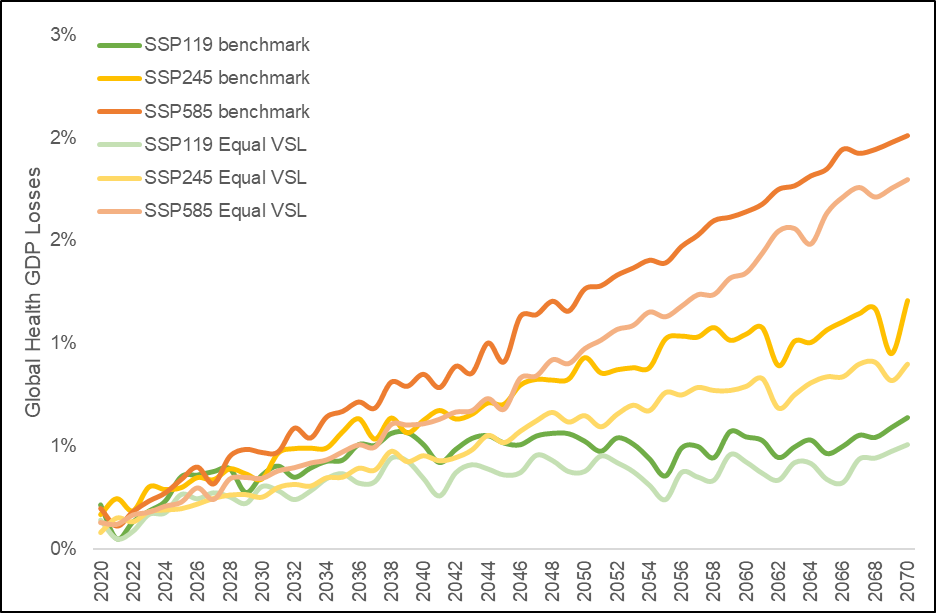 3%
SSP119 benchmark
SSP245 benchmark
SSP585 benchmark
2%
SSP119 Equal VSL
SSP245 Equal VSL
SSP585 Equal VSL
2%
1%
1%
0%
Global Health GDP Losses
2020 2022 2024 2026 2028 2030 2032 2034 2036 2038 2040 2042 2044 2046 2048 2050 2052 2054 2056 2058 2060 2062 2064 2066 2068 2070